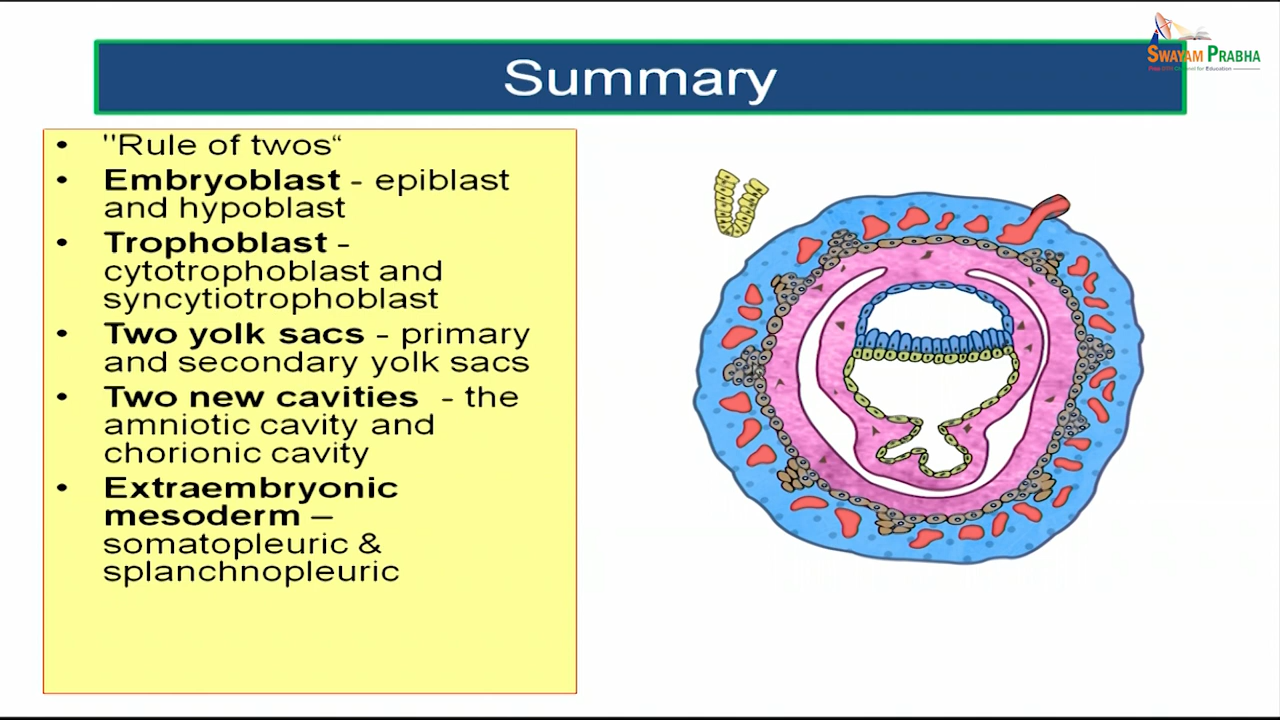 SWAYAM PRABHA
Summary
• "Rule of twos“
• Embryoblast - epiblast
and hypoblast
• Trophoblast -
cytotrophoblast and
syncytiotrophoblast
• Two yolk sacs - primary
and secondary yolk sacs
• Two new cavities - the
amniotic cavity and
chorionic cavity
• Extraembryonic
mesoderm –
somatopleuric &
splanchnopleuric